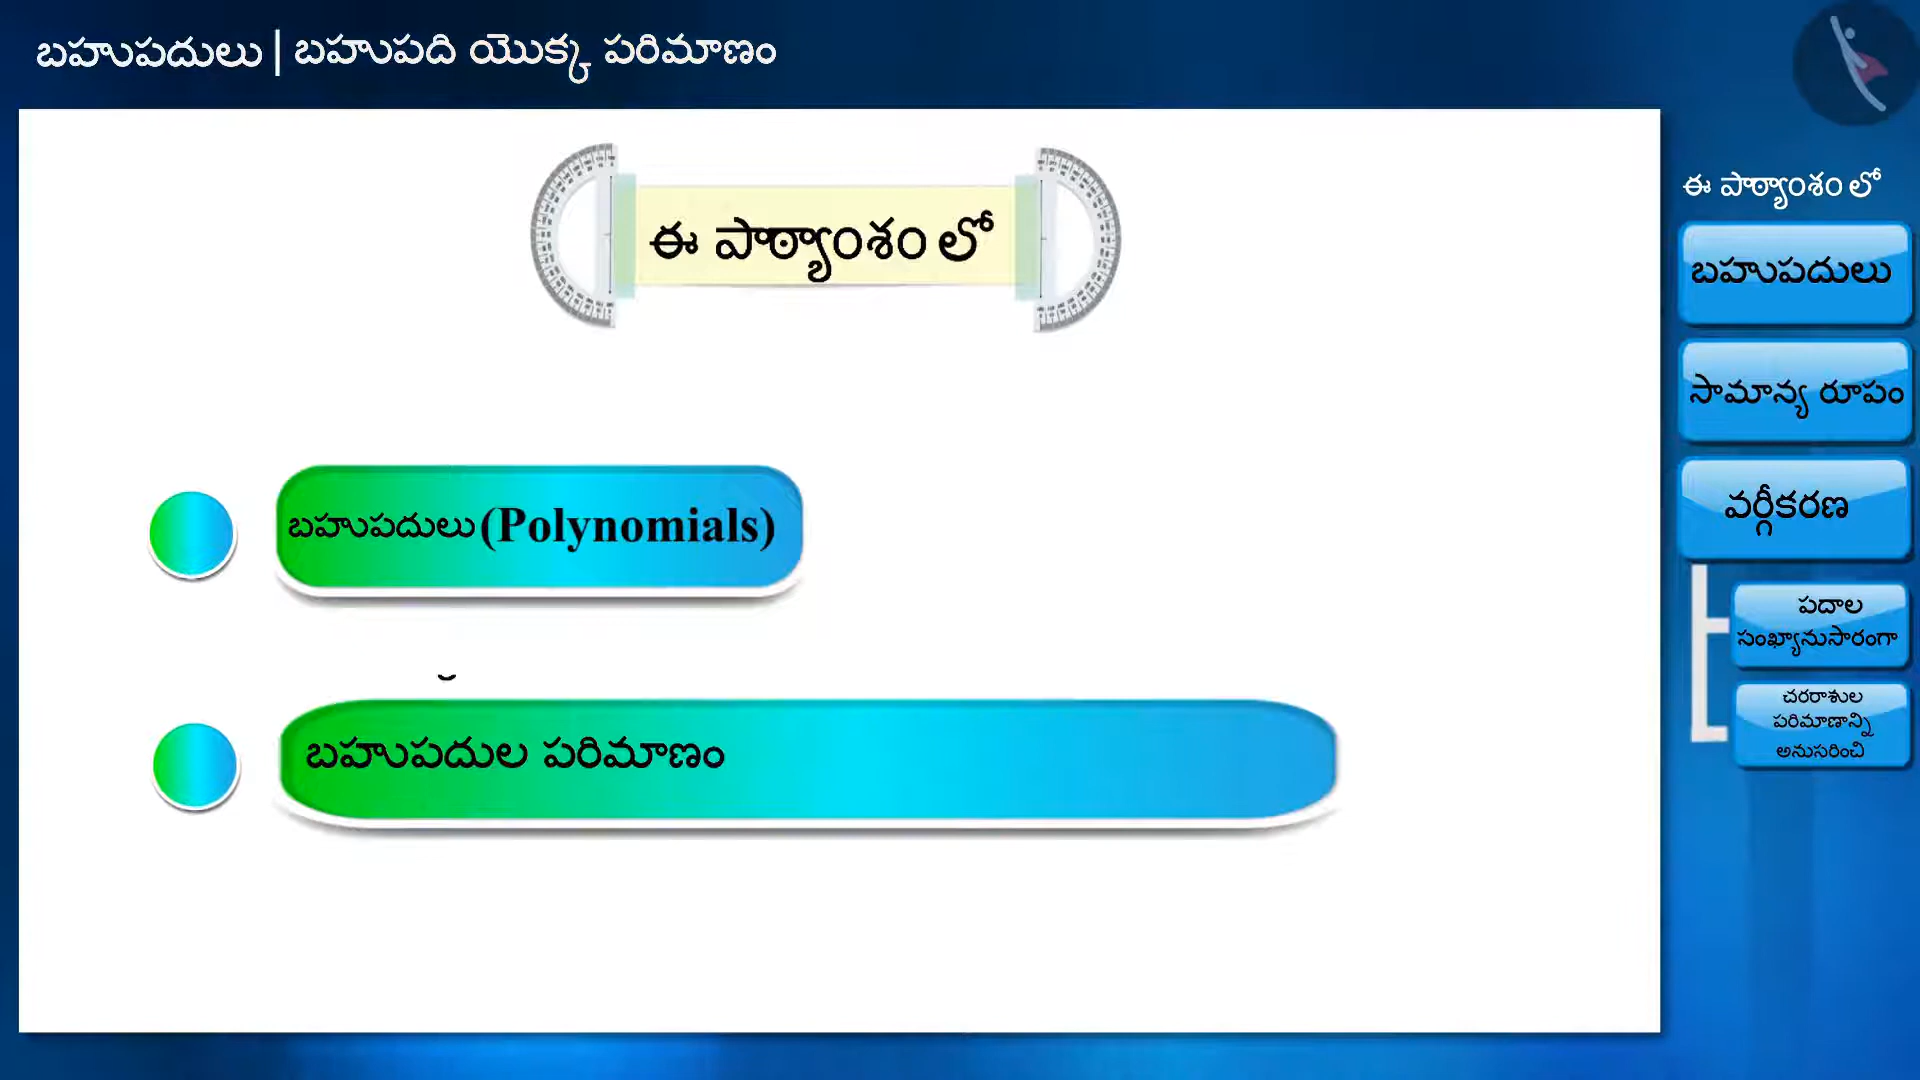 బహుపదులు | బహుపది యొక్క పరిమాణం
ఈ పాఠ్యాంశం లో
బహుపదులు (Polynomials)
బహుపదుల పరిమాణం
ఈ పాఠ్యాంశం లో
బహుపదులు
సామాన్య రూపం
వర్గీకరణ
పదాల
సంఖ్యానుసారంగా
చరరాశుల
పరిమాణాన్ని
అనుసరించి